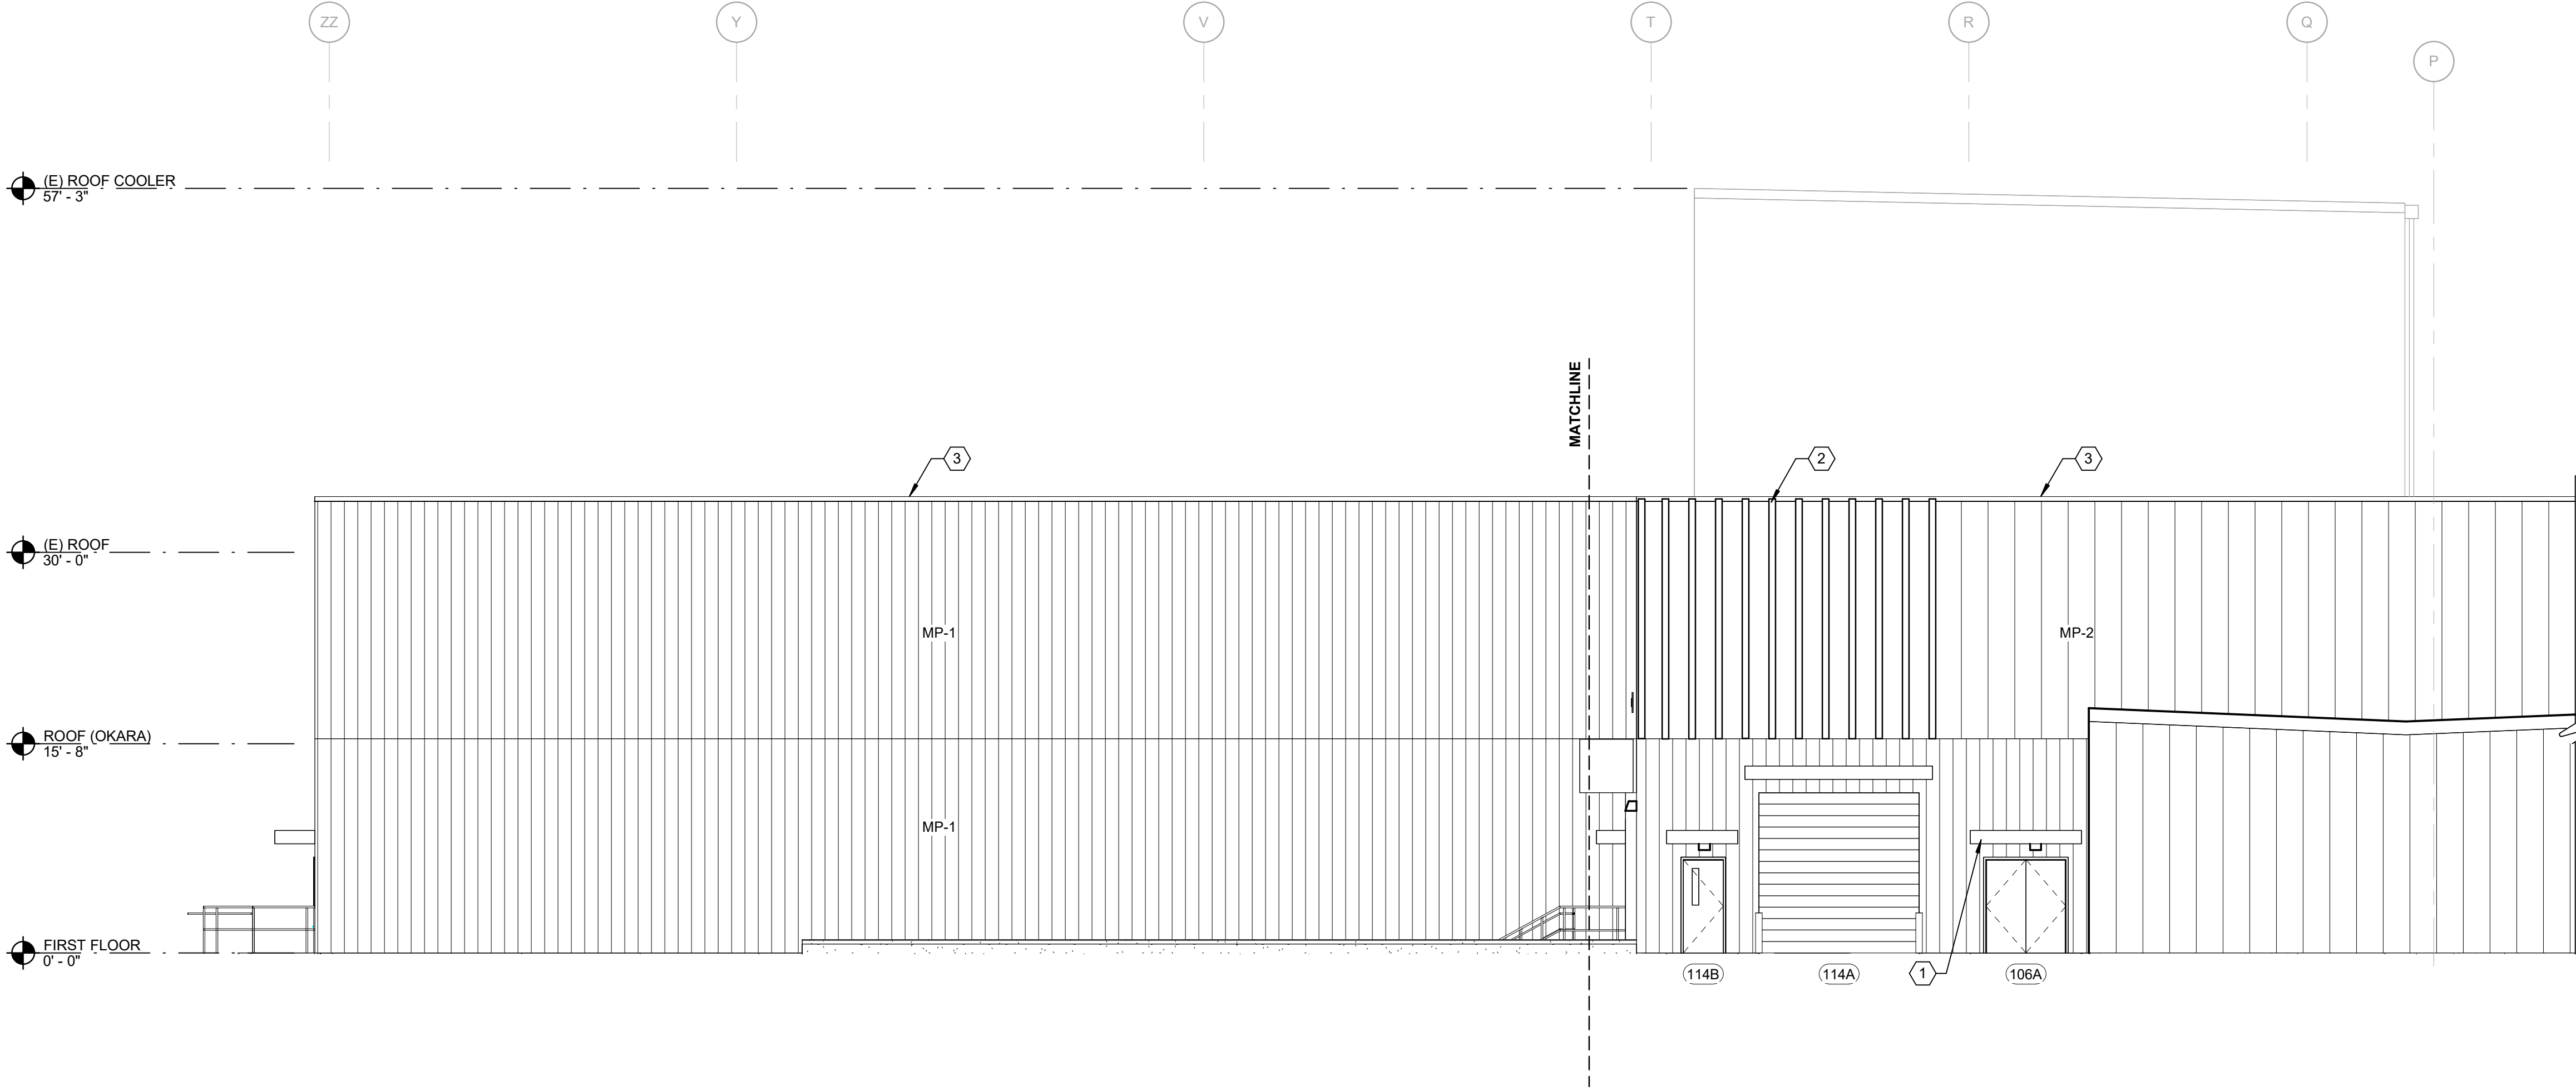 ZZ
Y
V
T
R
Q
P
(E) ROOF COOLER
57' - 3"
MATCHLINE
3
2
3
(E) ROOF
30' - 0"
MP-1
MP-2
ROOF (OKARA)
15' - 8"
MP-1
FIRST FLOOR
0' - 0"
114B
114A
1
106A